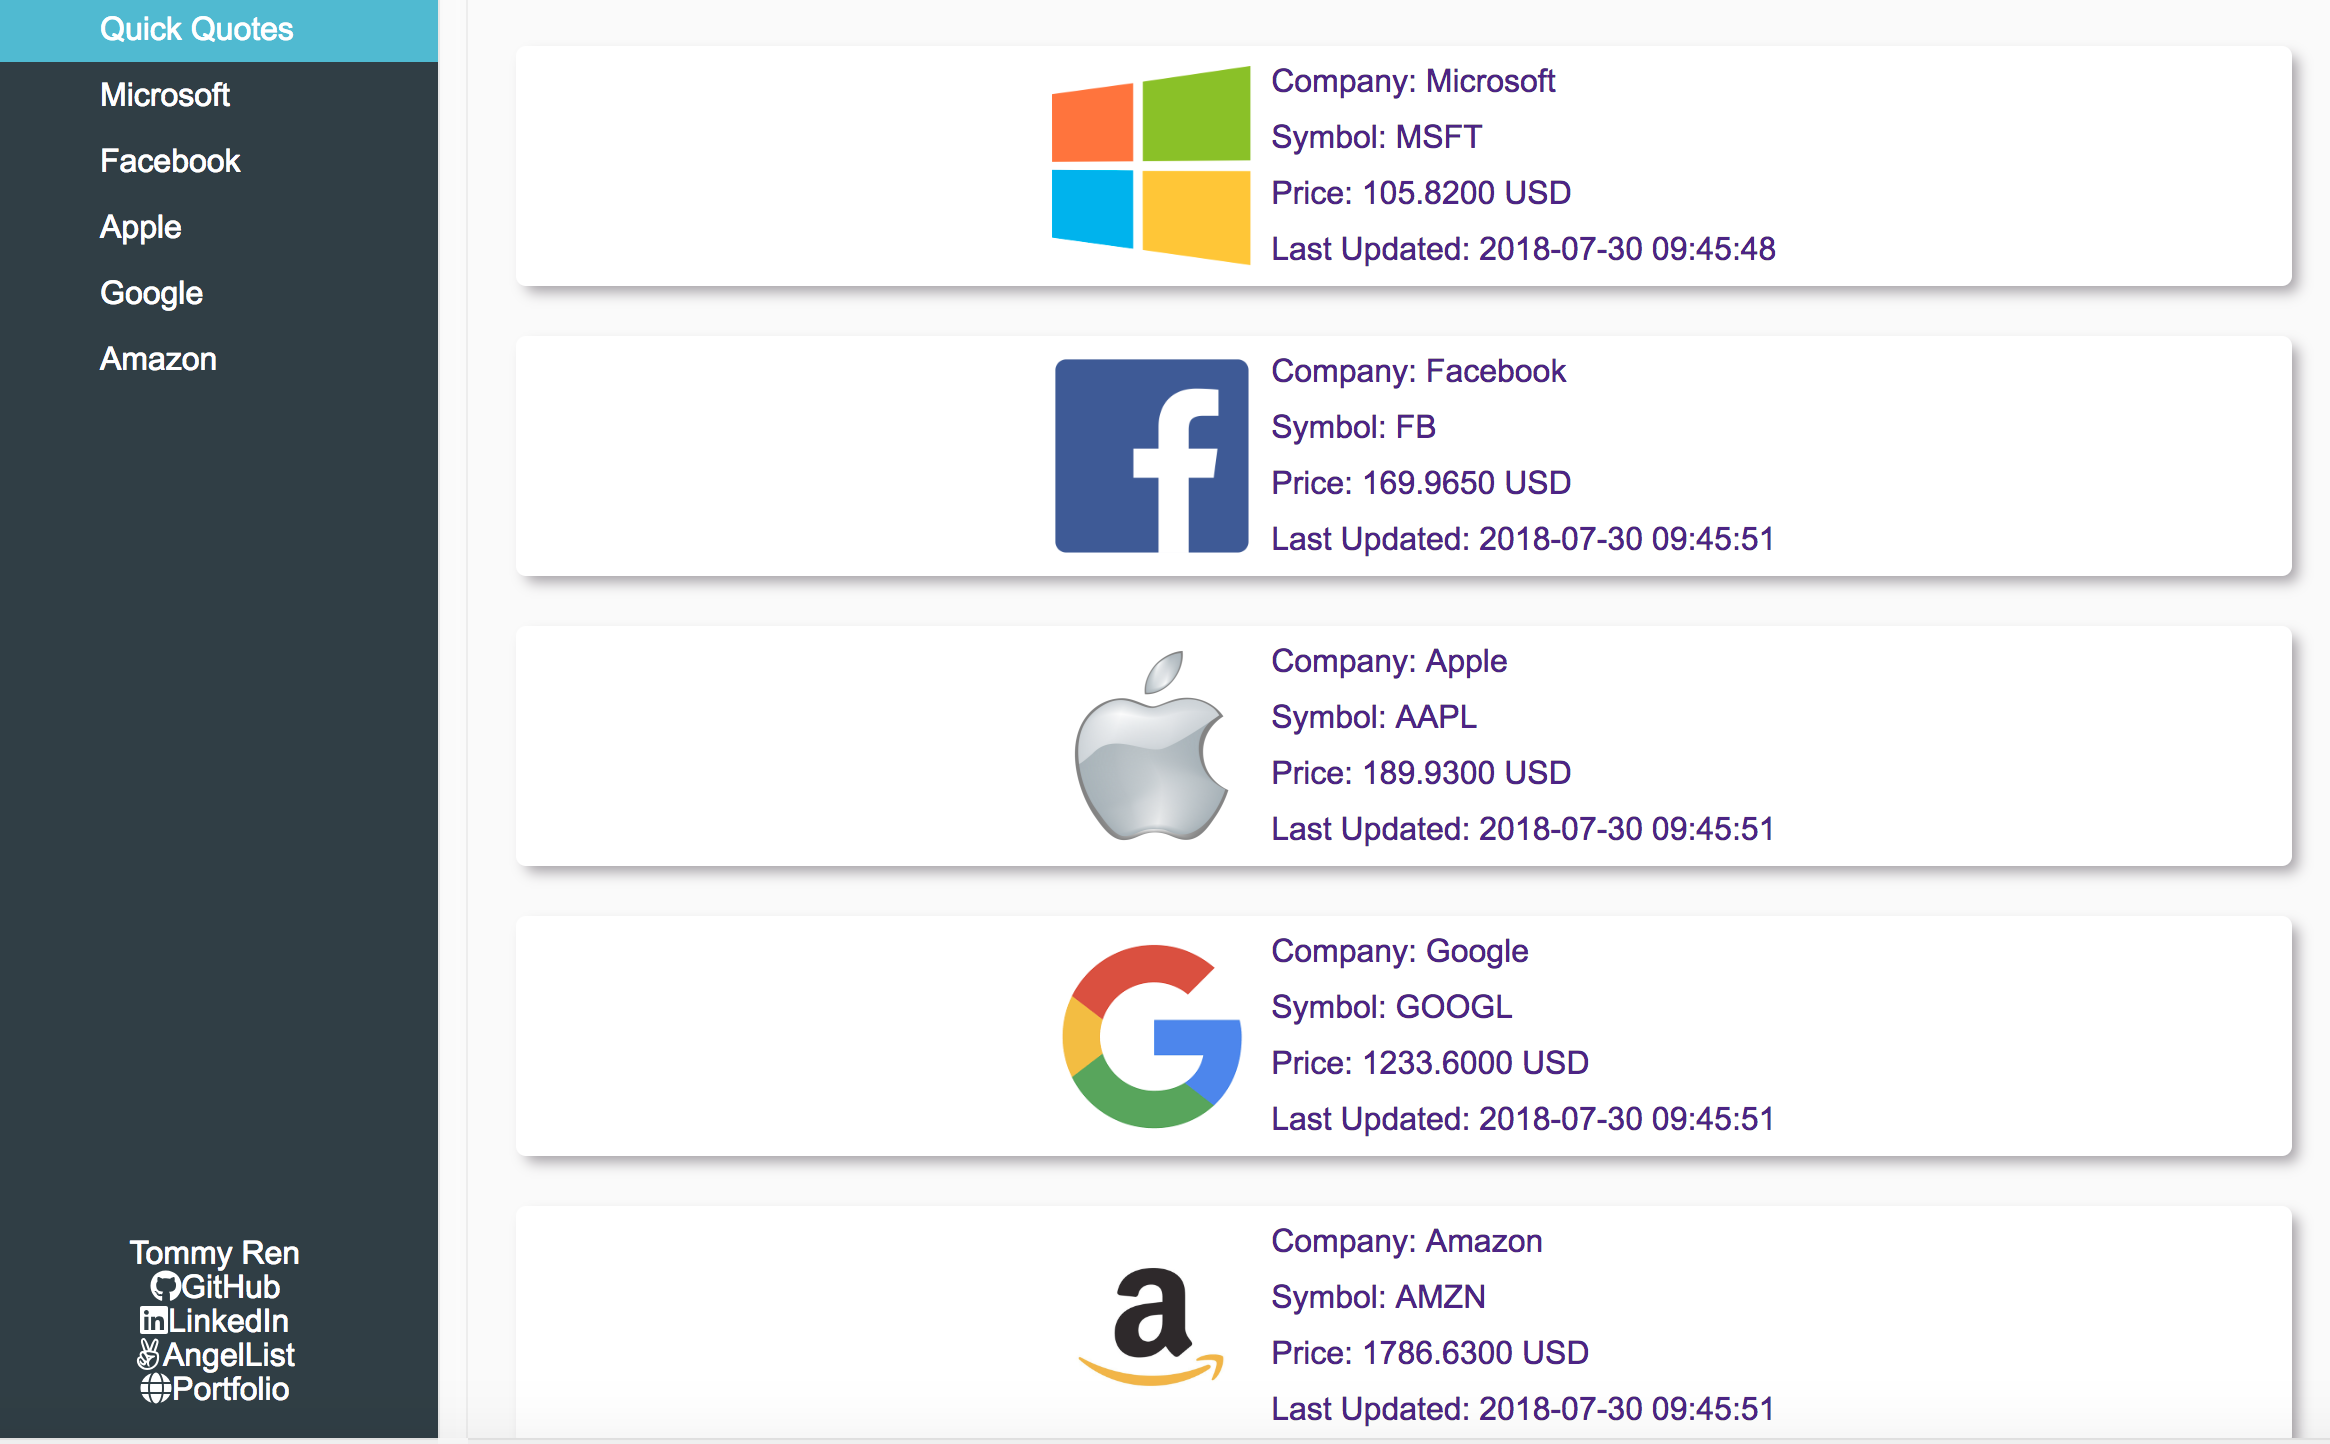 Quick Quotes
Microsoft
Facebook
Apple
Google
Amazon
Tommy Ren
GitHub
LinkedIn
AngelList
Portfolio
Company: Microsoft
Symbol: MSFT
Price: 105.8200 USD
Last Updated: 2018-07-30 09:45:48
Company: Facebook
Symbol: FB
Price: 169.9650 USD
Last Updated: 2018-07-30 09:45:51
Company: Apple
Symbol: AAPL
Price: 189.9300 USD
Last Updated: 2018-07-30 09:45:51
Company: Google
Symbol: GOOGL
Price: 1233.6000 USD
Last Updated: 2018-07-30 09:45:51
Company: Amazon
Symbol: AMZN
Price: 1786.6300 USD
Last Updated: 2018-07-30 09:45:51